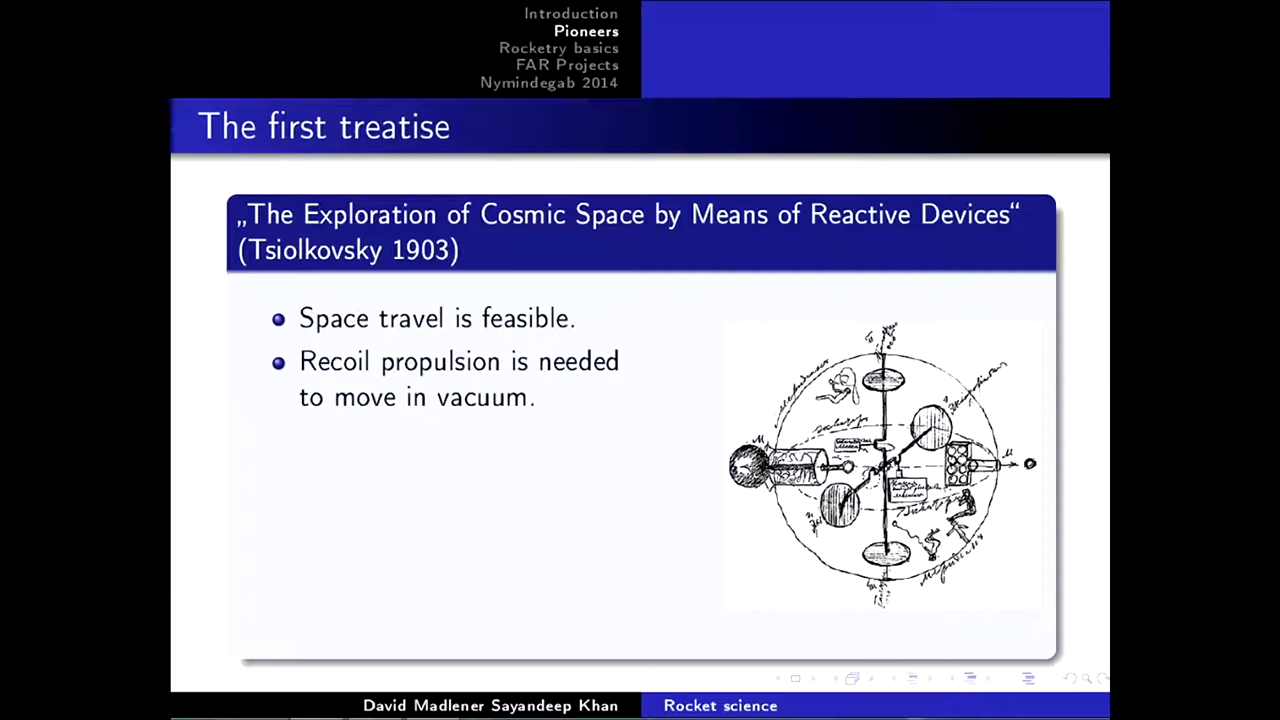 Introduction
Pioneers
Rocketry basics
FAR Projects
Nymindegab 2014
The first treatise
„The Exploration of Cosmic Space by Means of Reactive Devices“
(Tsiolkovsky 1903)
Space travel is feasible.
Recoil propulsion is needed
to move in vacuum.
David Madlener Sayandeep Khan
Rocket science